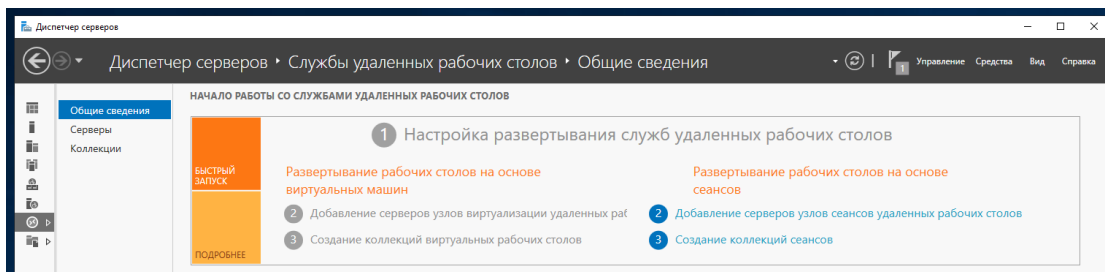 Диспетчер серверов
Диспетчер серверов ‣ Службы удаленных рабочих столов ‣ Общие сведения
1
Управление Средства Вид Справка
Общие сведения
Серверы
Коллекции
НАЧАЛО РАБОТЫ СО СЛУЖБАМИ УДАЛЕННЫХ РАБОЧИХ СТОЛОВ
1 Настройка развертывания служб удаленных рабочих столов
БЫСТРЫЙ
ЗАПУСК
Развертывание рабочих столов на основе
виртуальных машин
2 Добавление серверов узлов виртуализации удаленных раб
3 Создание коллекций виртуальных рабочих столов
Развертывание рабочих столов на основе
сеансов
2 Добавление серверов узлов сеансов удаленных рабочих столов
3 Создание коллекций сеансов
ПОДРОБНЕЕ